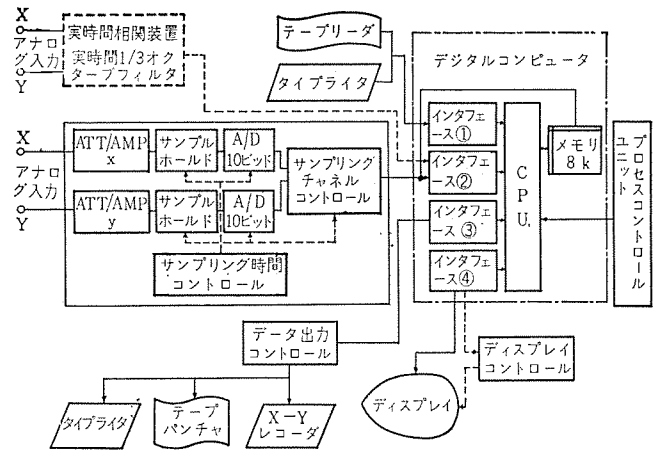 X
アナロ
グ入力
Y
実時間相関装置
実時間1/3オク
ターブフィルタ
テープリーダ
タイプライタ
デジタルコンピュータ
X
アナロ
グ入力
Y
ATT/AMP
x
サンプル
ホールド
A/D
10ビッド
ATT/AMP
y
サンプル
ホールド
A/D
10ビット
サンプリング
チャネル
コントロール
サンプリング時間
コントロール
インタフェ
ース①
インタフェ
ース②
インタフェ
ース③
インタフェ
ース④
CPU.
メモリ
8k
プロセスコントロール
ユニット
データ出力
コントロール
ディスプレイ
コントロール
タイプライタ
テープ
パンチャ
X-Y
レコーダ
ディスプレイ